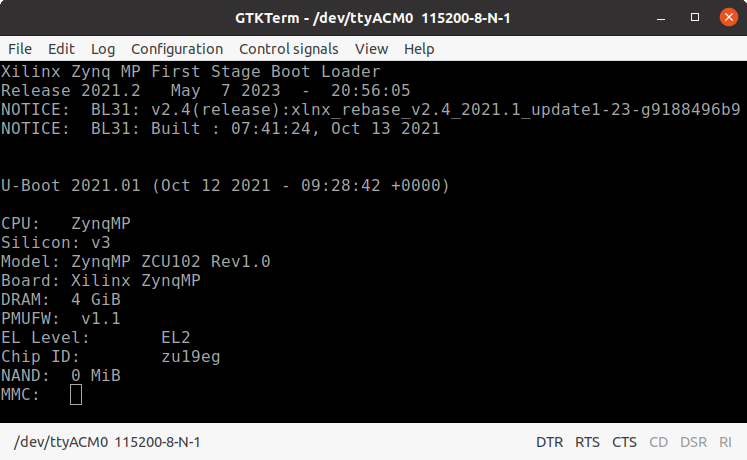 GTKTerm - /dev/ttyACM0 115200-8-N-1
File Edit Log Configuration Control signals View Help
Xilinx Zynq MP First Stage Boot Loader
Release 2021.2   May  7 2023  -  20:56:05
NOTICE:  BL31: v2.4(release):xlnx_rebase_v2.4_2021.1_update1-23-g9188496b9
NOTICE:  BL31: Built : 07:41:24, Oct 13 2021
U-Boot 2021.01 (Oct 12 2021 - 09:28:42 +0000)
CPU:   ZynqMP
Silicon: v3
Model: ZynqMP ZCU102 Rev1.0
Board: Xilinx ZynqMP
DRAM:  4 GiB
PMUFW:  v1.1
EL Level:       EL2
Chip ID:        zu19eg
NAND:  0 MiB
MMC:
/dev/ttyACM0 115200-8-N-1 DTR RTS CTS CD DSR RI